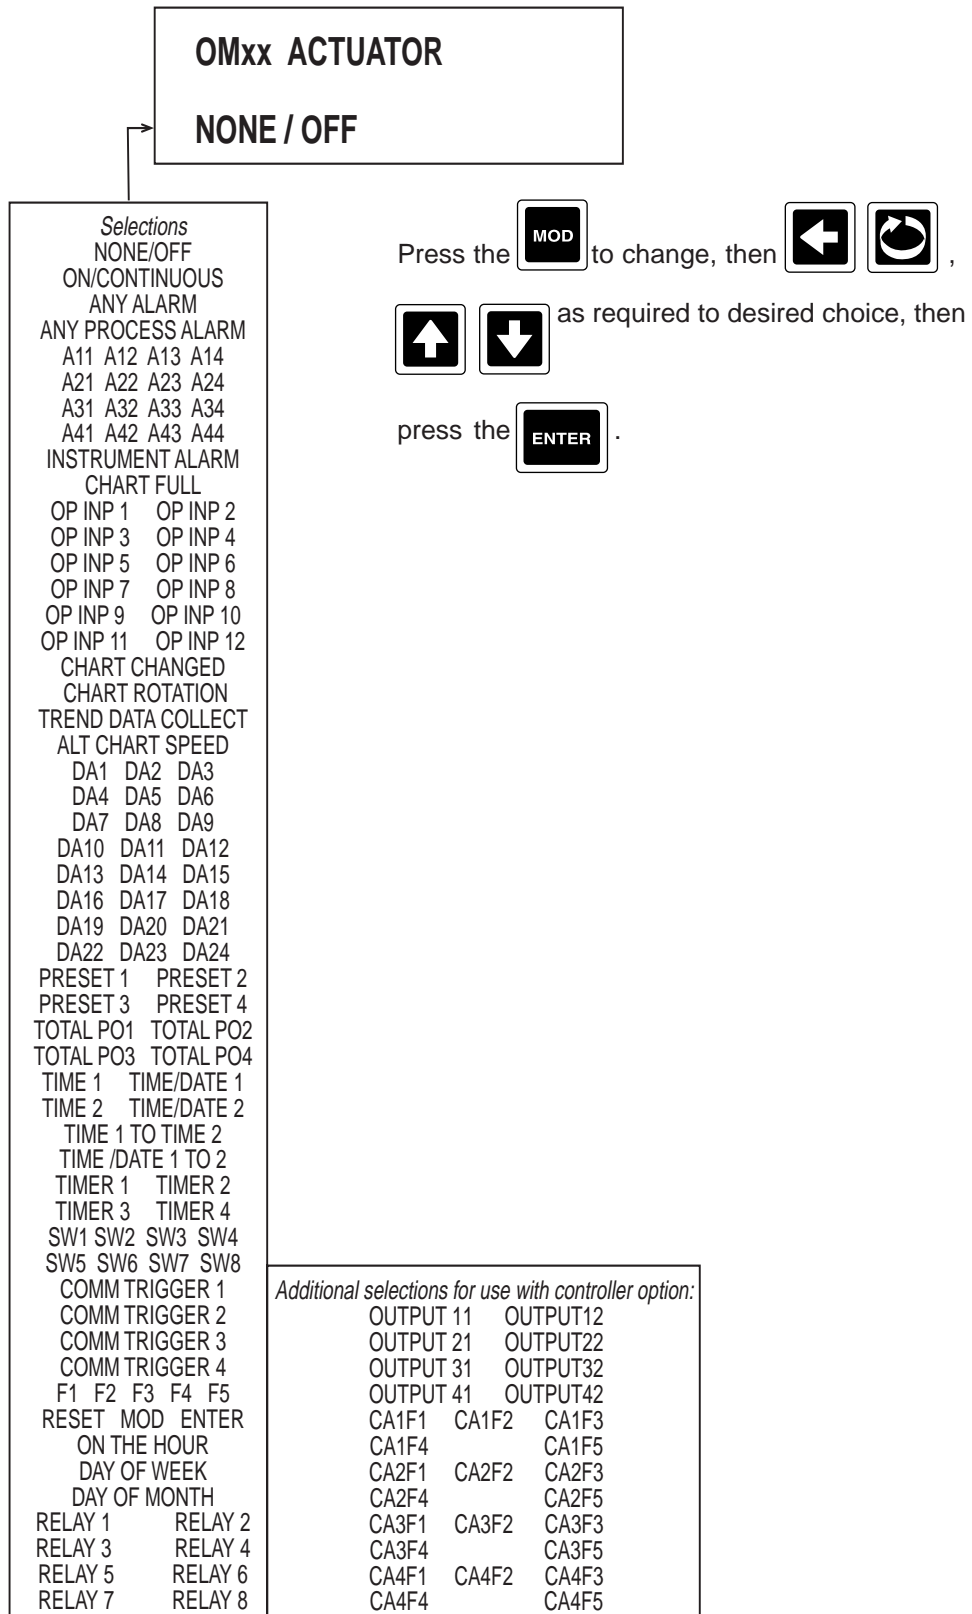 OMxx ACTUATOR
NONE / OFF
Selections
NONE/OFF
ON/CONTINUOUS
ANY ALARM
ANY PROCESS ALARM
A11 A12 A13 A14
A21 A22 A23 A24
A31 A32 A33 A34
A41 A42 A43 A44
INSTRUMENT ALARM
CHART FULL
OP INP 1 OP INP 2
OP INP 3 OP INP 4
OP INP 5 OP INP 6
OP INP 7 OP INP 8
OP INP 9 OP INP 10
OP INP 11 OP INP 12
CHART CHANGED
CHART ROTATION
TREND DATA COLLECT
ALT CHART SPEED
DA1 DA2 DA3
DA4 DA5 DA6
DA7 DA8 DA9
DA10 DA11 DA12
DA13 DA14 DA15
DA16 DA17 DA18
DA19 DA20 DA21
DA22 DA23 DA24
PRESET 1 PRESET 2
PRESET 3 PRESET 4
TOTAL PO1 TOTAL PO2
TOTAL PO3 TOTAL PO4
TIME 1 TIME/DATE 1
TIME 2 TIME/DATE 2
TIME 1 TO TIME 2
TIME /DATE 1 TO 2
TIMER 1 TIMER 2
TIMER 3 TIMER 4
SW1 SW2 SW3 SW4
SW5 SW6 SW7 SW8
COMM TRIGGER 1
COMM TRIGGER 2
COMM TRIGGER 3
COMM TRIGGER 4
F1 F2 F3 F4 F5
RESET MOD ENTER
ON THE HOUR
DAY OF WEEK
DAY OF MONTH
RELAY 1 RELAY 2
RELAY 3 RELAY 4
RELAY 5 RELAY 6
RELAY 7 RELAY 8
Press the MOD to change, then ,
as required to desired choice, then
press the ENTER .
Additional selections for use with controller option:
OUTPUT 11 OUTPUT12
OUTPUT 21 OUTPUT22
OUTPUT 31 OUTPUT32
OUTPUT 41 OUTPUT42
CA1F1 CA1F2 CA1F3
CA1F4 CA1F5
CA2F1 CA2F2 CA2F3
CA2F4 CA2F5
CA3F1 CA3F2 CA3F3
CA3F4 CA3F5
CA4F1 CA4F2 CA4F3
CA4F4 CA4F5